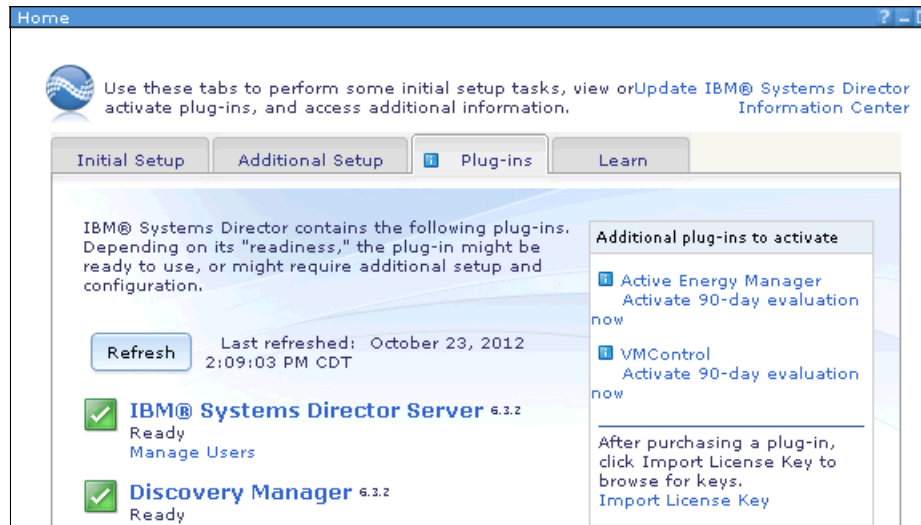 Home
Use these tabs to perform some initial setup tasks, view or
activate plug-ins, and access additional information.
Update IBM® Systems Director
Information Center
Initial Setup
Additional Setup
Plug-ins
Learn
IBM® Systems Director contains the following plug-ins.
Depending on its "readiness," the plug-in might be
ready to use, or might require additional setup and
configuration.
Refresh
Last refreshed: October 23, 2012
2:09:03 PM CDT
IBM® Systems Director Server 6.3.2
Ready
Manage Users
Discovery Manager 6.3.2
Ready
Additional plug-ins to activate
Active Energy Manager
Activate 90-day evaluation
now
VMControl
Activate 90-day evaluation
now
After purchasing a plug-in,
click Import License Key to
browse for keys.
Import License Key